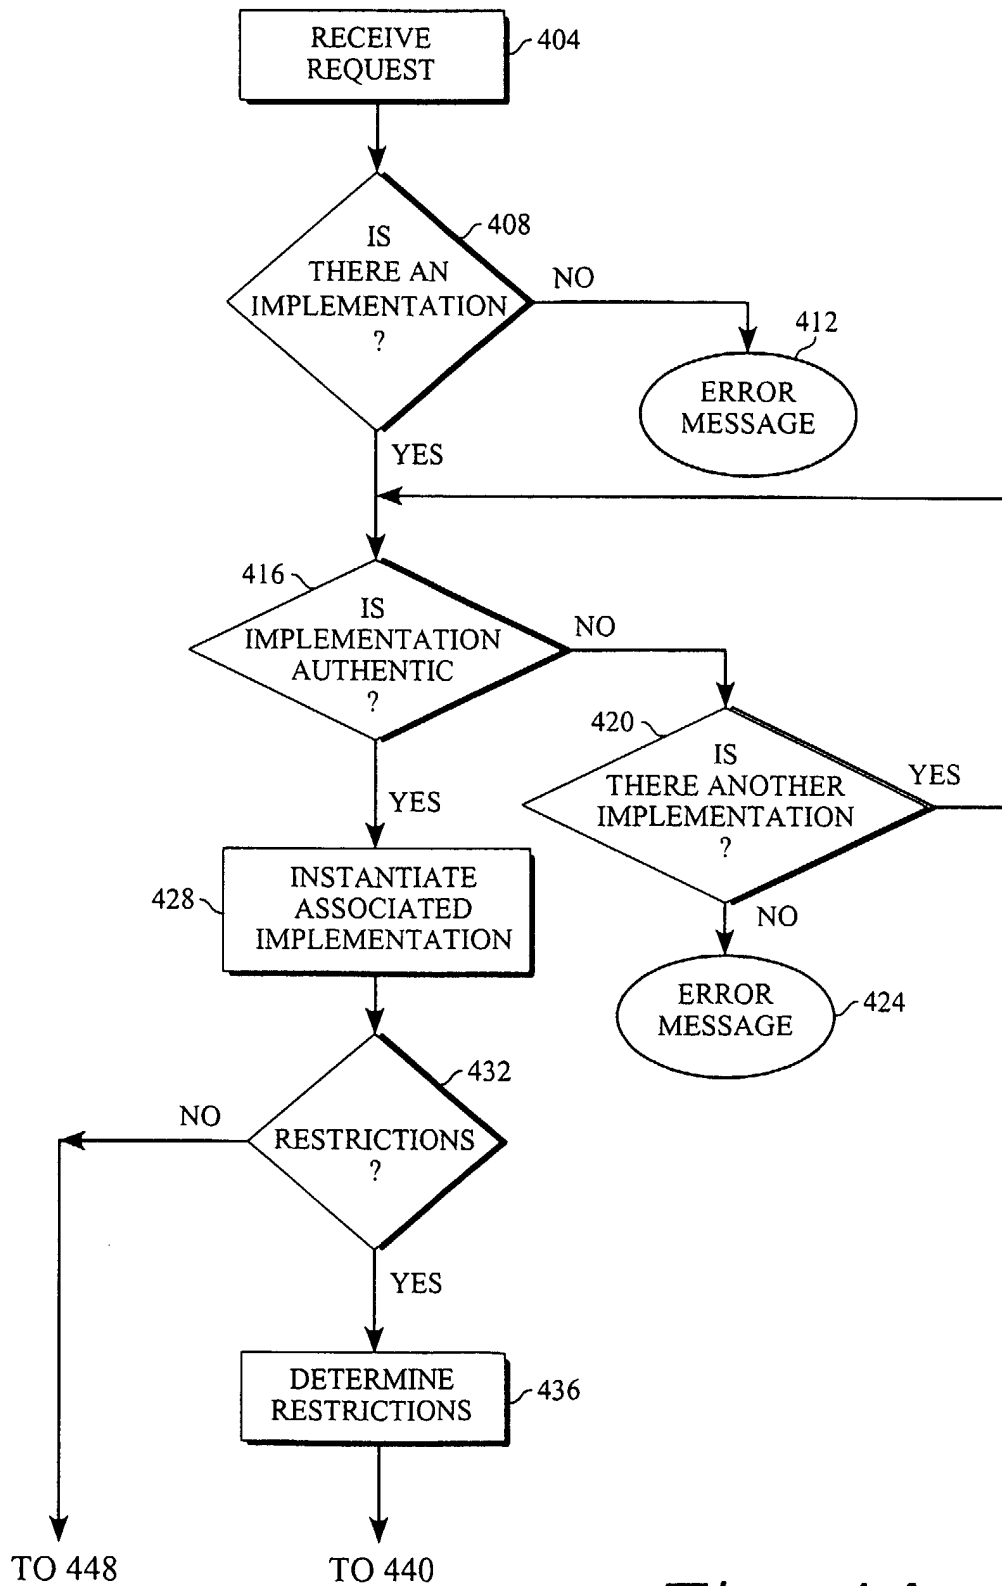 RECEIVE
REQUEST
404
IS
THERE AN
IMPLEMENTATION
?
408
NO
412
ERROR
MESSAGE
YES
416
IS
IMPLEMENTATION
AUTHENTIC
?
NO
420
IS
THERE ANOTHER
IMPLEMENTATION
?
YES
YES
428
INSTANTIATE
ASSOCIATED
IMPLEMENTATION
NO
ERROR
MESSAGE
424
432
NO
RESTRICTIONS
?
YES
DETERMINE
RESTRICTIONS
436
TO 448
TO 440